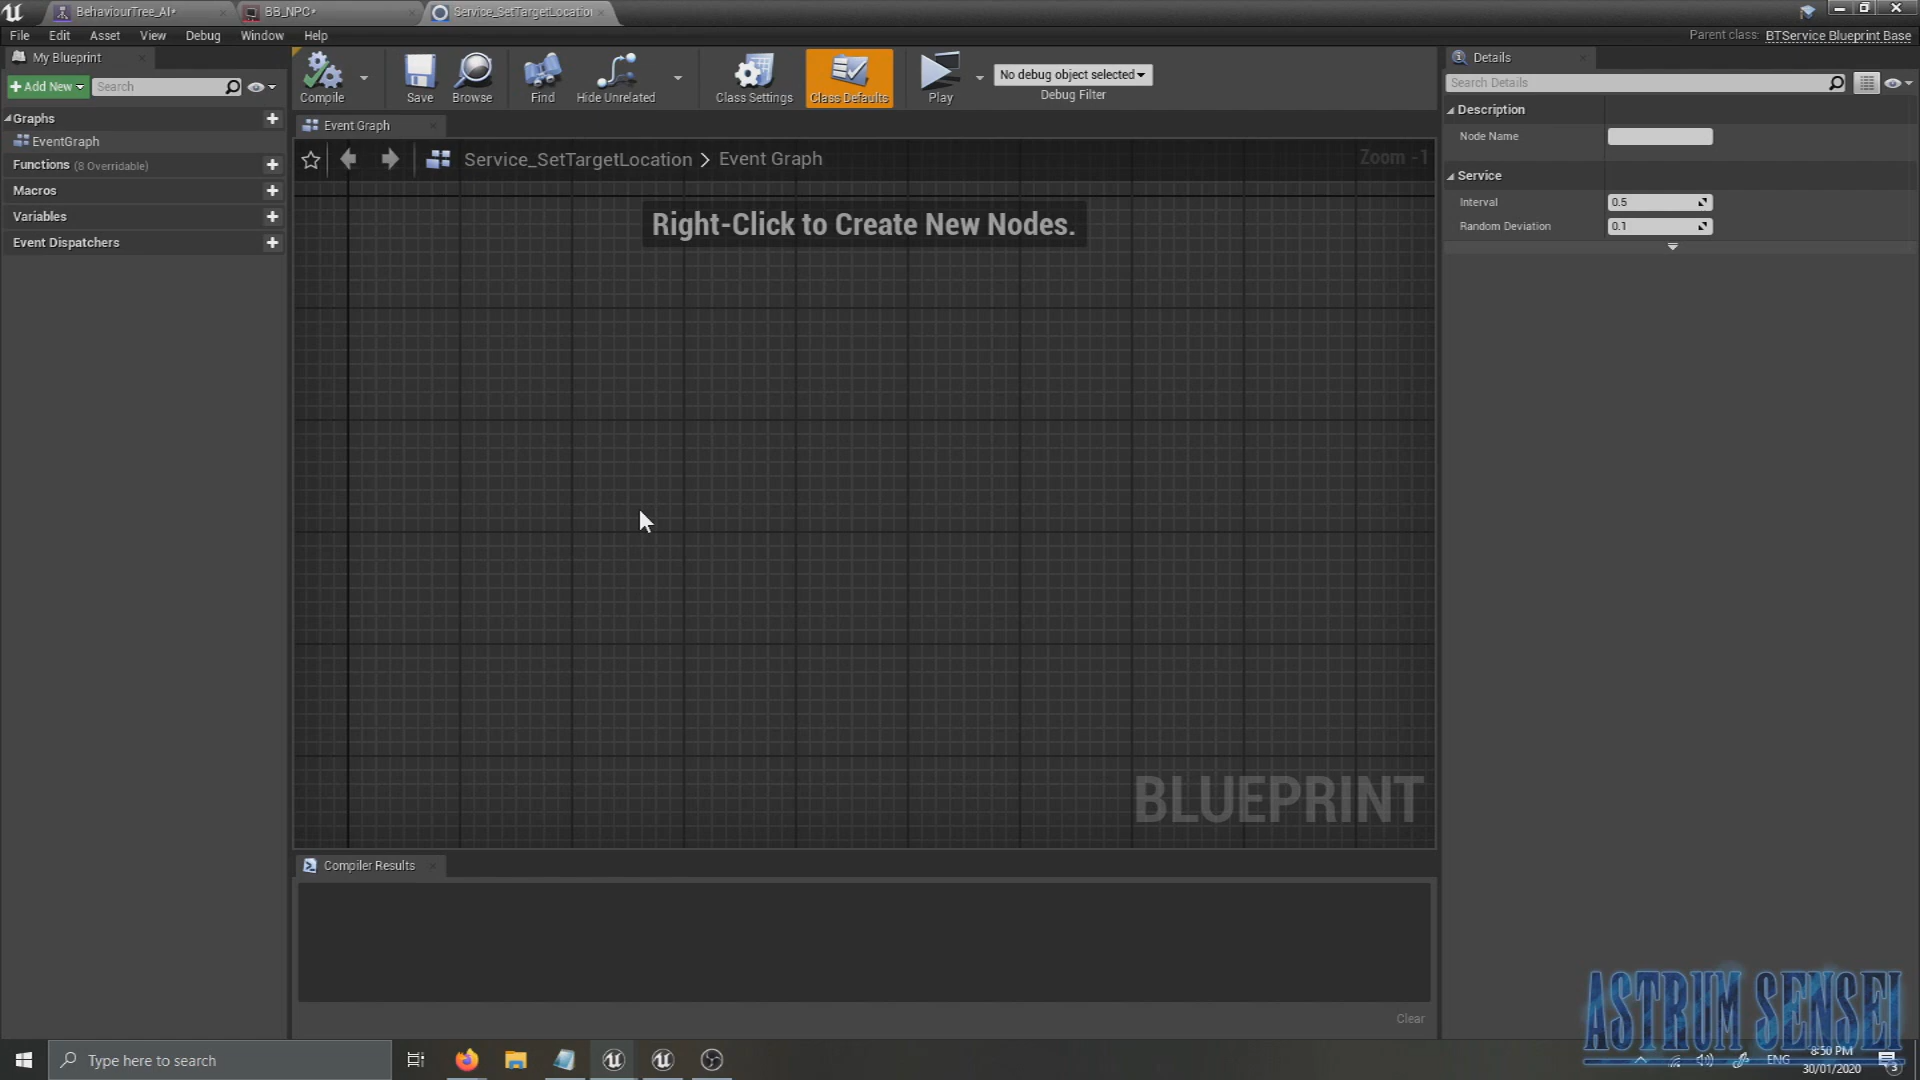 BehaviourTree_AI*
BB_NPC*
Service_SetTargetLocation
File Edit Asset View Debug Window Help
Parent class: BTService Blueprint Base
My Blueprint
Add New
Search
Graphs
EventGraph
Functions (8 Overridable)
Macros
Variables
Event Dispatchers
Compile
Save
Browse
Find
Hide Unrelated
Class Settings
Class Defaults
Play
No debug object selected
Debug Filter
Event Graph
Service_SetTargetLocation > Event Graph
Zoom -1
Right-Click to Create New Nodes.
BLUEPRINT
Compiler Results
Clear
Details
Search Details
Description
Node Name
Service
Interval 0.5
Random Deviation 0.1
ASTRUM SENSEI
Type here to search
ENG
8:50 PM
30/01/2020
3